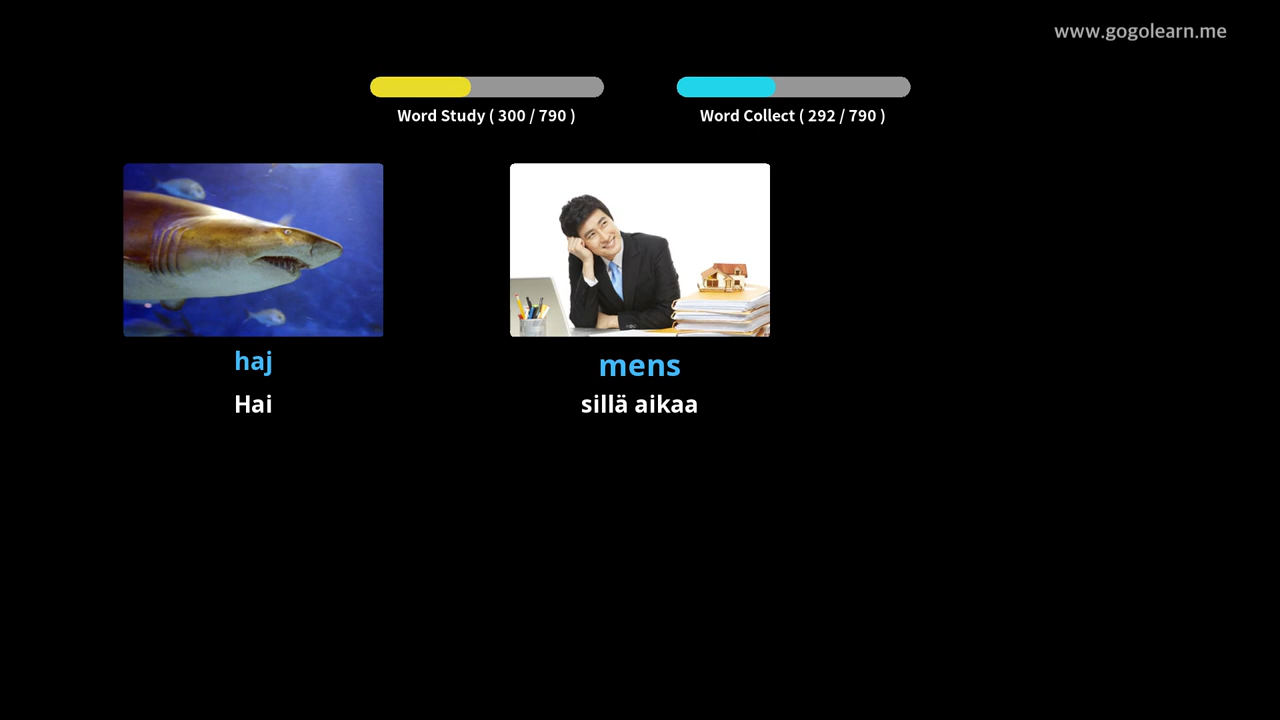 www.gogolearn.me
Word Study ( 300 / 790 )
Word Collect ( 292 / 790 )
haj
Hai
mens
sillä aikaa